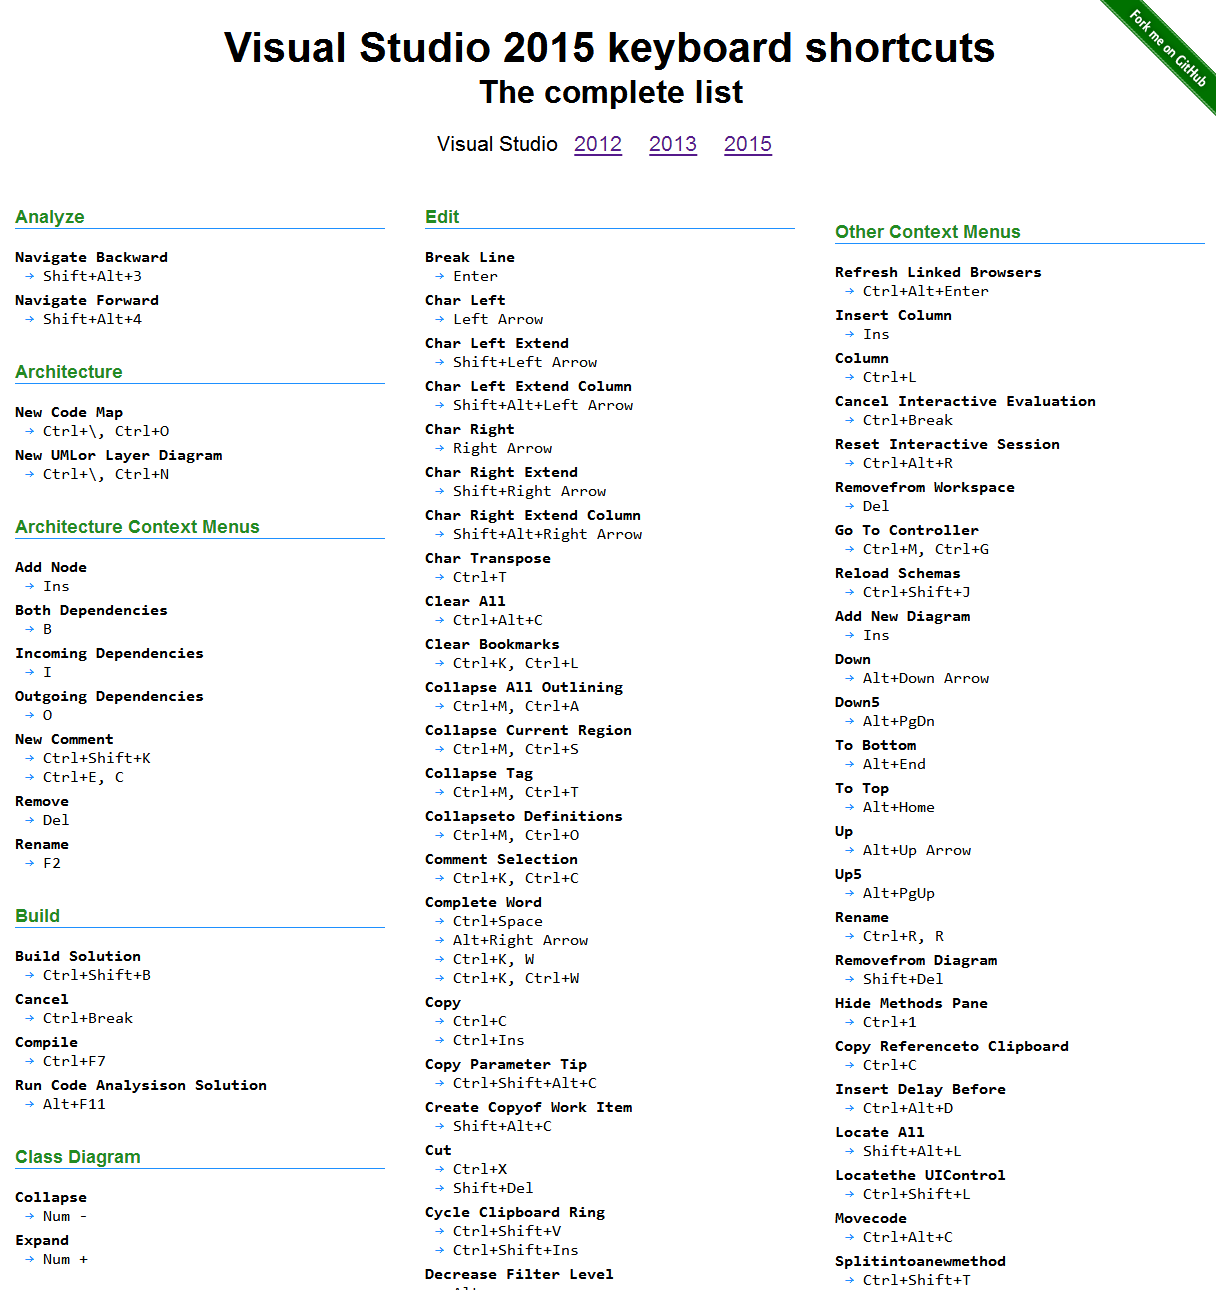 Fork me on GitHub
Visual Studio 2015 keyboard shortcuts
The complete list
Visual Studio 2012 2013 2015
Analyze
Navigate Backward
→ Shift+Alt+3
Navigate Forward
→ Shift+Alt+4
Architecture
New Code Map
→ Ctrl+\, Ctrl+O
New UMLor Layer Diagram
→ Ctrl+\, Ctrl+N
Architecture Context Menus
Add Node
→ Ins
Both Dependencies
→ B
Incoming Dependencies
→ I
Outgoing Dependencies
→ O
New Comment
→ Ctrl+Shift+K
→ Ctrl+E, C
Remove
→ Del
Rename
→ F2
Build
Build Solution
→ Ctrl+Shift+B
Cancel
→ Ctrl+Break
Compile
→ Ctrl+F7
Run Code Analysison Solution
→ Alt+F11
Class Diagram
Collapse
→ Num -
Expand
→ Num +
Edit
Break Line
→ Enter
Char Left
→ Left Arrow
Char Left Extend
→ Shift+Left Arrow
Char Left Extend Column
→ Shift+Alt+Left Arrow
Char Right
→ Right Arrow
Char Right Extend
→ Shift+Right Arrow
Char Right Extend Column
→ Shift+Alt+Right Arrow
Char Transpose
→ Ctrl+T
Clear All
→ Ctrl+Alt+C
Clear Bookmarks
→ Ctrl+K, Ctrl+L
Collapse All Outlining
→ Ctrl+M, Ctrl+A
Collapse Current Region
→ Ctrl+M, Ctrl+S
Collapse Tag
→ Ctrl+M, Ctrl+T
Collapseto Definitions
→ Ctrl+M, Ctrl+O
Comment Selection
→ Ctrl+K, Ctrl+C
Complete Word
→ Ctrl+Space
→ Alt+Right Arrow
→ Ctrl+K, W
→ Ctrl+K, Ctrl+W
Copy
→ Ctrl+C
→ Ctrl+Ins
Copy Parameter Tip
→ Ctrl+Shift+Alt+C
Create Copyof Work Item
→ Shift+Alt+C
Cut
→ Ctrl+X
→ Shift+Del
Cycle Clipboard Ring
→ Ctrl+Shift+V
→ Ctrl+Shift+Ins
Decrease Filter Level
Other Context Menus
Refresh Linked Browsers
→ Ctrl+Alt+Enter
Insert Column
→ Ins
Column
→ Ctrl+L
Cancel Interactive Evaluation
→ Ctrl+Break
Reset Interactive Session
→ Ctrl+Alt+R
Removefrom Workspace
→ Del
Go To Controller
→ Ctrl+M, Ctrl+G
Reload Schemas
→ Ctrl+Shift+J
Add New Diagram
→ Ins
Down
→ Alt+Down Arrow
Down5
→ Alt+PgDn
To Bottom
→ Alt+End
To Top
→ Alt+Home
Up
→ Alt+Up Arrow
Up5
→ Alt+PgUp
Rename
→ Ctrl+R, R
Removefrom Diagram
→ Shift+Del
Hide Methods Pane
→ Ctrl+1
Copy Referenceto Clipboard
→ Ctrl+C
Insert Delay Before
→ Ctrl+Alt+D
Locate All
→ Shift+Alt+L
Locatethe UIControl
→ Ctrl+Shift+L
Movecode
→ Ctrl+Alt+C
Splitintoanewmethod
→ Ctrl+Shift+T